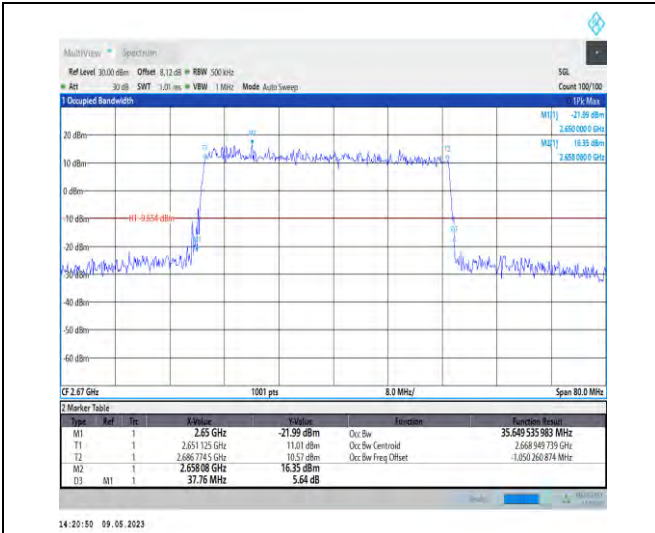 MultiView Spectrum
Ref Level 30.00 dBm Offset 8.12 dB RBW 500 kHz SGL
Att 30 dB SWT 1.01 ms VBW 1 MHz Mode Auto Sweep Count 100/100
1 Occupied Bandwidth 1Pk Max
M1[1] -21.99 dBm
2.650 000 0 GHz
M2[1] 16.35 dBm
2.658 080 0 GHz
20 dBm
10 dBm
0 dBm
-10 dBm
-20 dBm
-30 dBm
-40 dBm
-50 dBm
-60 dBm
T1
M2
T2
CF 2.67 GHz 1001 pts 8.0 MHz/ Span 80.0 MHz
2 Marker Table
Type Ref Trc X-Value Y-Value Function Function Result
M1 1 2.65 GHz -21.99 dBm Occ Bw 35.649 535 983 MHz
T1 1 2.651 125 GHz 11.01 dBm Occ Bw Centroid 2.668 949 739 GHz
T2 1 2.686 774 5 GHz 10.57 dBm Occ Bw Freq Offset -1.050 260 874 MHz
M2 1 2.658 08 GHz 16.35 dBm
D3 M1 1 37.76 MHz 5.64 dB
14:20:50 09.05.2023